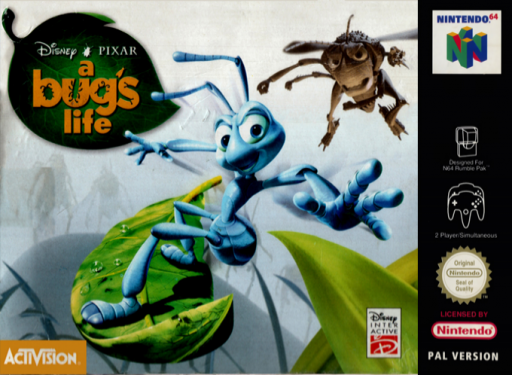 Disney PIXAR
a
bug's
life
ACTIVISION.
Disney
INTER
ACTIVE
NINTENDO64
Designed For
N64 Rumble Pak™
2 Player/Simultaneous
Original
Nintendo
Seal of
Quality
LICENSED BY
Nintendo
PAL VERSION